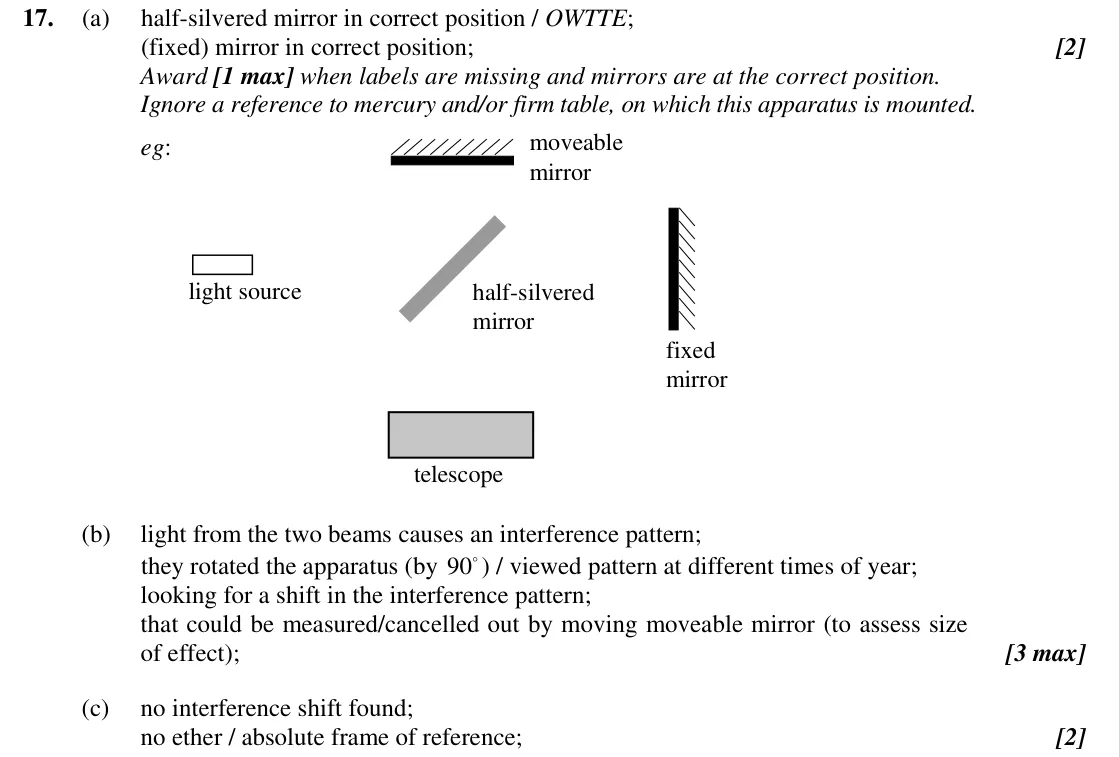 17. (a) half-silvered mirror in correct position / OWTTE;
(fixed) mirror in correct position; [2]
Award [1 max] when labels are missing and mirrors are at the correct position.
Ignore a reference to mercury and/or firm table, on which this apparatus is mounted.
eg:
moveable
mirror
light source
half-silvered
mirror
fixed
mirror
telescope
(b) light from the two beams causes an interference pattern;
they rotated the apparatus (by 90°) / viewed pattern at different times of year;
looking for a shift in the interference pattern;
that could be measured/cancelled out by moving moveable mirror (to assess size
of effect); [3 max]
(c) no interference shift found;
no ether / absolute frame of reference; [2]